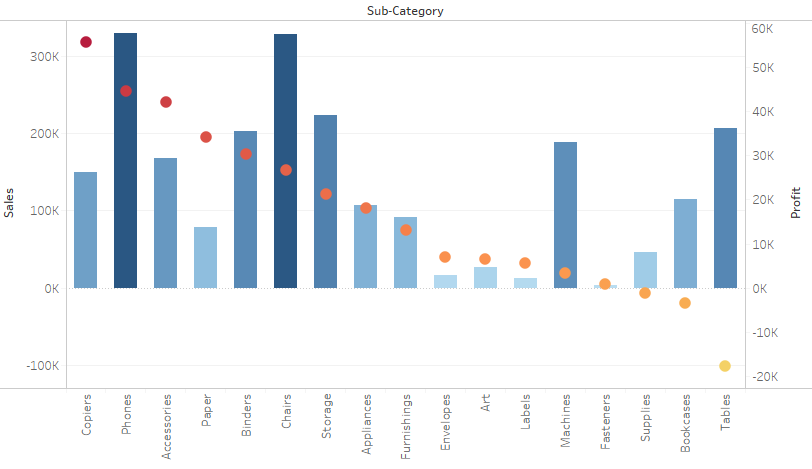 Sub-Category
Sales
300K
200K
100K
0K
-100K
60K
50K
40K
30K
20K
10K
0K
-10K
-20K
Profit
Copiers
Phones
Accessories
Paper
Binders
Chairs
Storage
Appliances
Furnishings
Envelopes
Art
Labels
Machines
Fasteners
Supplies
Bookcases
Tables